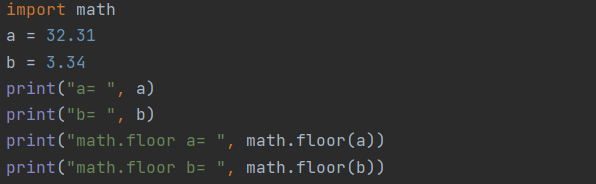 import math
a = 32.31
b = 3.34
print("a= ", a)
print("b= ", b)
print("math.floor a= ", math.floor(a))
print("math.floor b= ", math.floor(b))